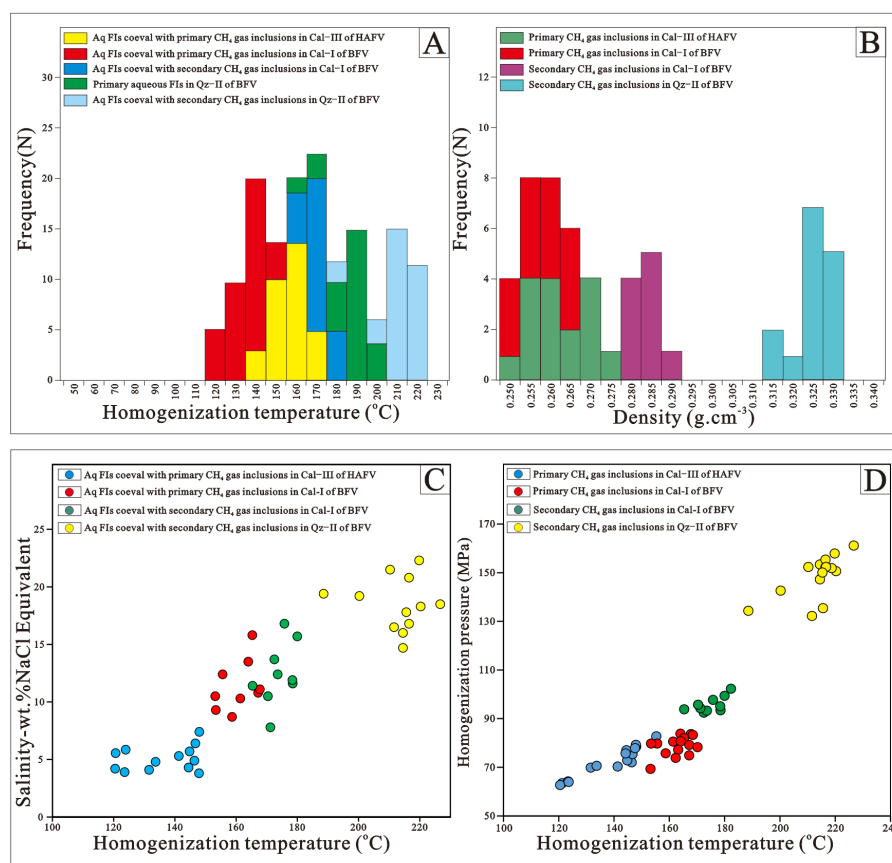 A
Aq FIs coeval with primary CH₄ gas inclusions in Cal-III of HAFV
Aq FIs coeval with primary CH₄ gas inclusions in Cal-I of BFV
Aq FIs coeval with secondary CH₄ gas inclusions in Cal-I of BFV
Primary aqueous FIs in Qz-II of BFV
Aq FIs coeval with secondary CH₄ gas inclusions in Qz-II of BFV
Frequency(N)
30
25
20
15
10
5
0
50 60 70 80 90 100 110 120 130 140 150 160 170 180 190 200 210 220 230
Homogenization temperature (°C)
B
Primary CH₄ gas inclusions in Cal-III of HAFV
Primary CH₄ gas inclusions in Cal-I of BFV
Secondary CH₄ gas inclusions in Cal-I of BFV
Secondary CH₄ gas inclusions in Qz-II of BFV
Frequency(N)
12
10
8
6
4
2
0
0.250 0.255 0.260 0.265 0.270 0.275 0.280 0.285 0.290 0.295 0.300 0.305 0.310 0.315 0.320 0.325 0.330 0.335 0.340
Density (g.cm⁻³)
C
Aq FIs coeval with primary CH₄ gas inclusions in Cal-III of HAFV
Aq FIs coeval with primary CH₄ gas inclusions in Cal-I of BFV
Aq FIs coeval with secondary CH₄ gas inclusions in Cal-I of BFV
Aq FIs coeval with secondary CH₄ gas inclusions in Qz-II of BFV
Salinity-wt.%NaCl Equivalent
25
20
15
10
5
0
100 120 140 160 180 200 220
Homogenization temperature (°C)
D
Primary CH₄ gas inclusions in Cal-III of HAFV
Primary CH₄ gas inclusions in Cal-I of BFV
Secondary CH₄ gas inclusions in Cal-I of BFV
Secondary CH₄ gas inclusions in Qz-II of BFV
Homogenization pressure (MPa)
170
150
130
110
90
70
50
100 120 140 160 180 200 220 24
Homogenization temperature (°C)